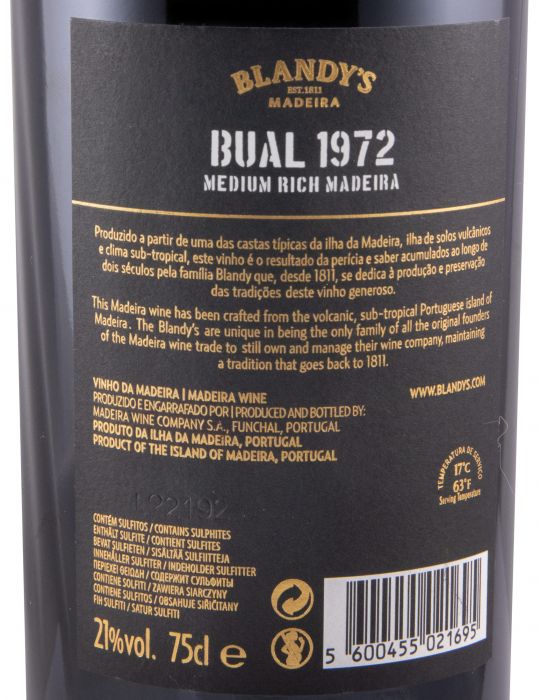 BLANDY'S
EST. 1811
MADEIRA
BUAL 1972
MEDIUM RICH MADEIRA
Produzido a partir de uma das castas típicas da ilha da Madeira, ilha de solos vulcânicos
e clima sub-tropical, este vinho é o resultado da perícia e saber acumulados ao longo de
dois séculos pela família Blandy que, desde 1811, se dedica à produção e preservação
das tradições deste vinho generoso.
This Madeira wine has been crafted from the volcanic, sub-tropical Portuguese island of
Madeira. The Blandy's are unique in being the only family of all the original founders
of the Madeira wine trade to still own and manage their wine company, maintaining
a tradition that goes back to 1811.
VINHO DA MADEIRA | MADEIRA WINE
PRODUZIDO E ENGARRAFADO POR | PRODUCED AND BOTTLED BY:
MADEIRA WINE COMPANY S.A., FUNCHAL, PORTUGAL
PRODUTO DA ILHA DA MADEIRA, PORTUGAL
PRODUCT OF THE ISLAND OF MADEIRA, PORTUGAL
WWW.BLANDYS.COM
TEMPERATURA DE SERVIÇO
17°C
63°F
Serving Temperature
L22192
CONTÉM SULFITOS / CONTAINS SULPHITES
ENTHÅLT SULFITE / CONTIENT SULFITES
BEVAT SULFIETEN / SISÄLTÄÄ SULFIITTEJA
INNEHÅLLER SULFITER / INDEHOLDER SULFITTER
ΠΕΡΙΕΧΕΙ ΘΕΙΩΔΗ / СОДЕРЖИТ СУЛЬФИТЫ
CONTIENE SULFITI / ZAWIERA SIARCZYNY
CONTIENE SULFITOS / OBSAHUJE SIŘIČITANY
FIH SULFITI / SATUR SULFITI
21%vol. 75cl e
5 600455 021695